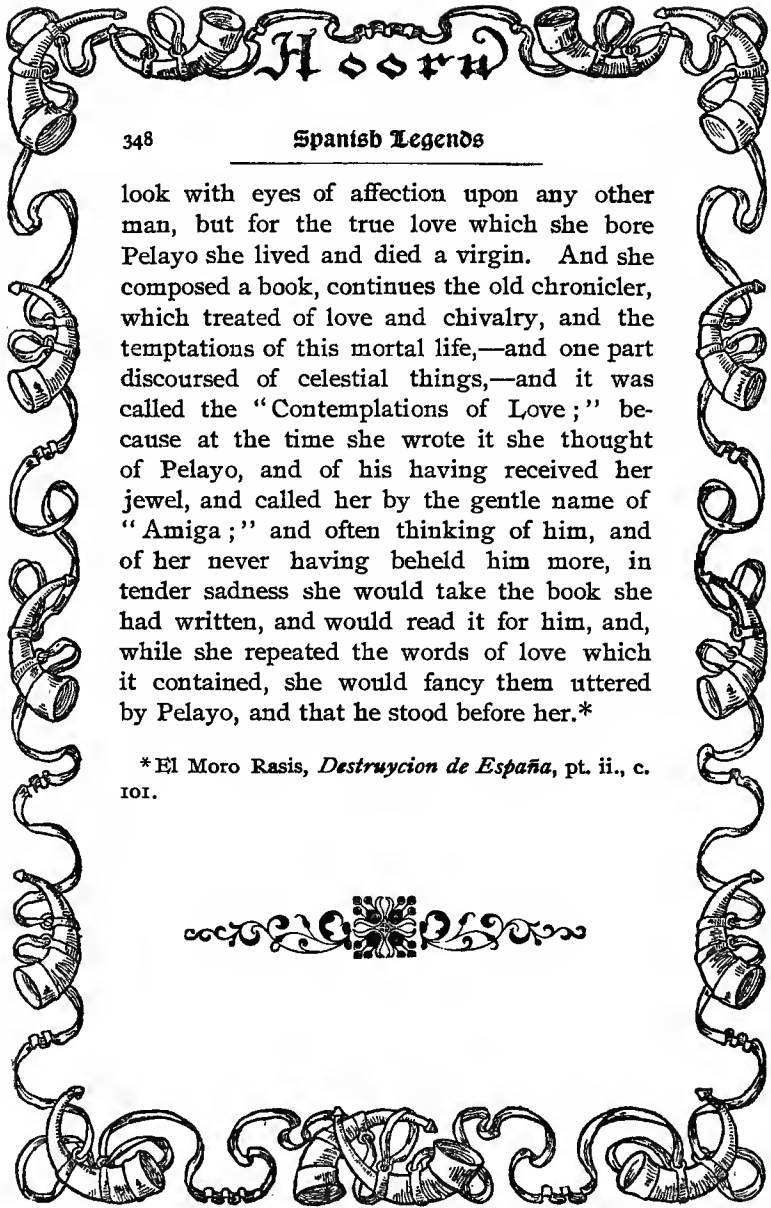 Hoorn
348 Spanish Legends
look with eyes of affection upon any other
man, but for the true love which she bore
Pelayo she lived and died a virgin. And she
composed a book, continues the old chronicler,
which treated of love and chivalry, and the
temptations of this mortal life,—and one part
discoursed of celestial things,—and it was
called the “Contemplations of Love;” be-
cause at the time she wrote it she thought
of Pelayo, and of his having received her
jewel, and called her by the gentle name of
“Amiga;” and often thinking of him, and
of her never having beheld him more, in
tender sadness she would take the book she
had written, and would read it for him, and,
while she repeated the words of love which
it contained, she would fancy them uttered
by Pelayo, and that he stood before her.*
*El Moro Rasis, Destruycion de España, pt. ii., c.
101.